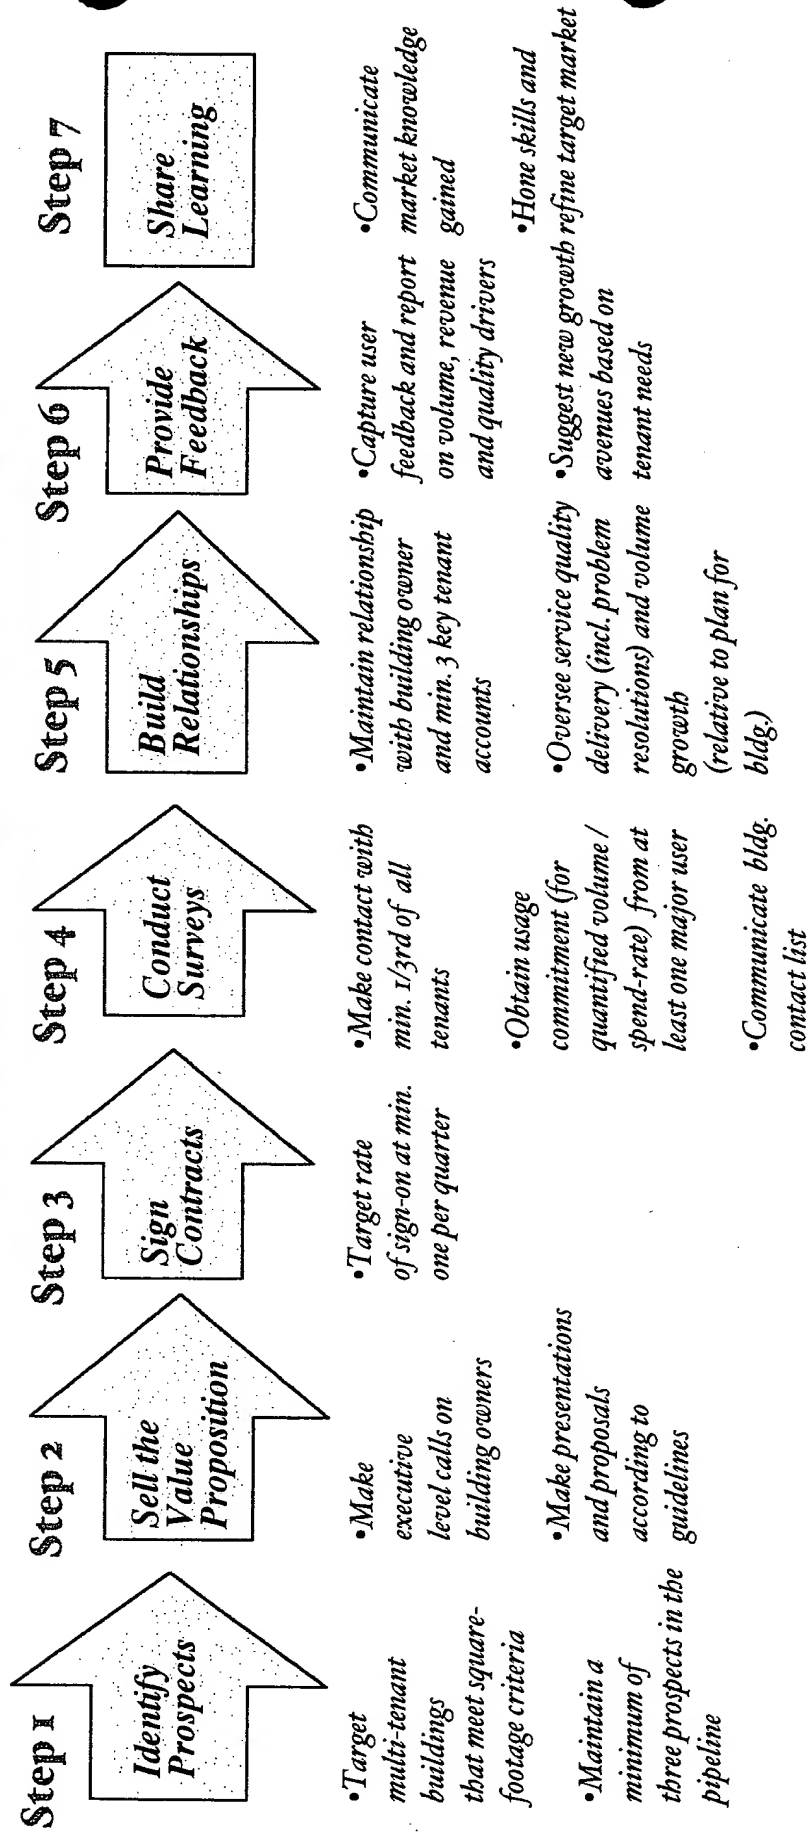 Step 1
Identify
Prospects
•Target
multi-tenant
buildings
that meet square-
footage criteria
•Maintain a
minimum of
three prospects in the
pipeline
Step 2
Sell the
Value
Proposition
•Make
executive
level calls on
building owners
•Make presentations
and proposals
according to
guidelines
Step 3
Sign
Contracts
•Target rate
of sign-on at min.
one per quarter
Step 4
Conduct
Surveys
•Make contact with
min. 1/3rd of all
tenants
•Obtain usage
commitment (for
quantified volume /
spend-rate) from at
least one major user
•Communicate bldg.
contact list
Step 5
Build
Relationships
•Maintain relationship
with building owner
and min. 3 key tenant
accounts
•Oversee service quality
delivery (incl. problem
resolutions) and volume
growth
(relative to plan for
bldg.)
Step 6
Provide
Feedback
•Capture user
feedback and report
on volume, revenue
and quality drivers
•Suggest new growth
avenues based on
tenant needs
Step 7
Share
Learning
•Communicate
market knowledge
gained
•Hone skills and
refine target market